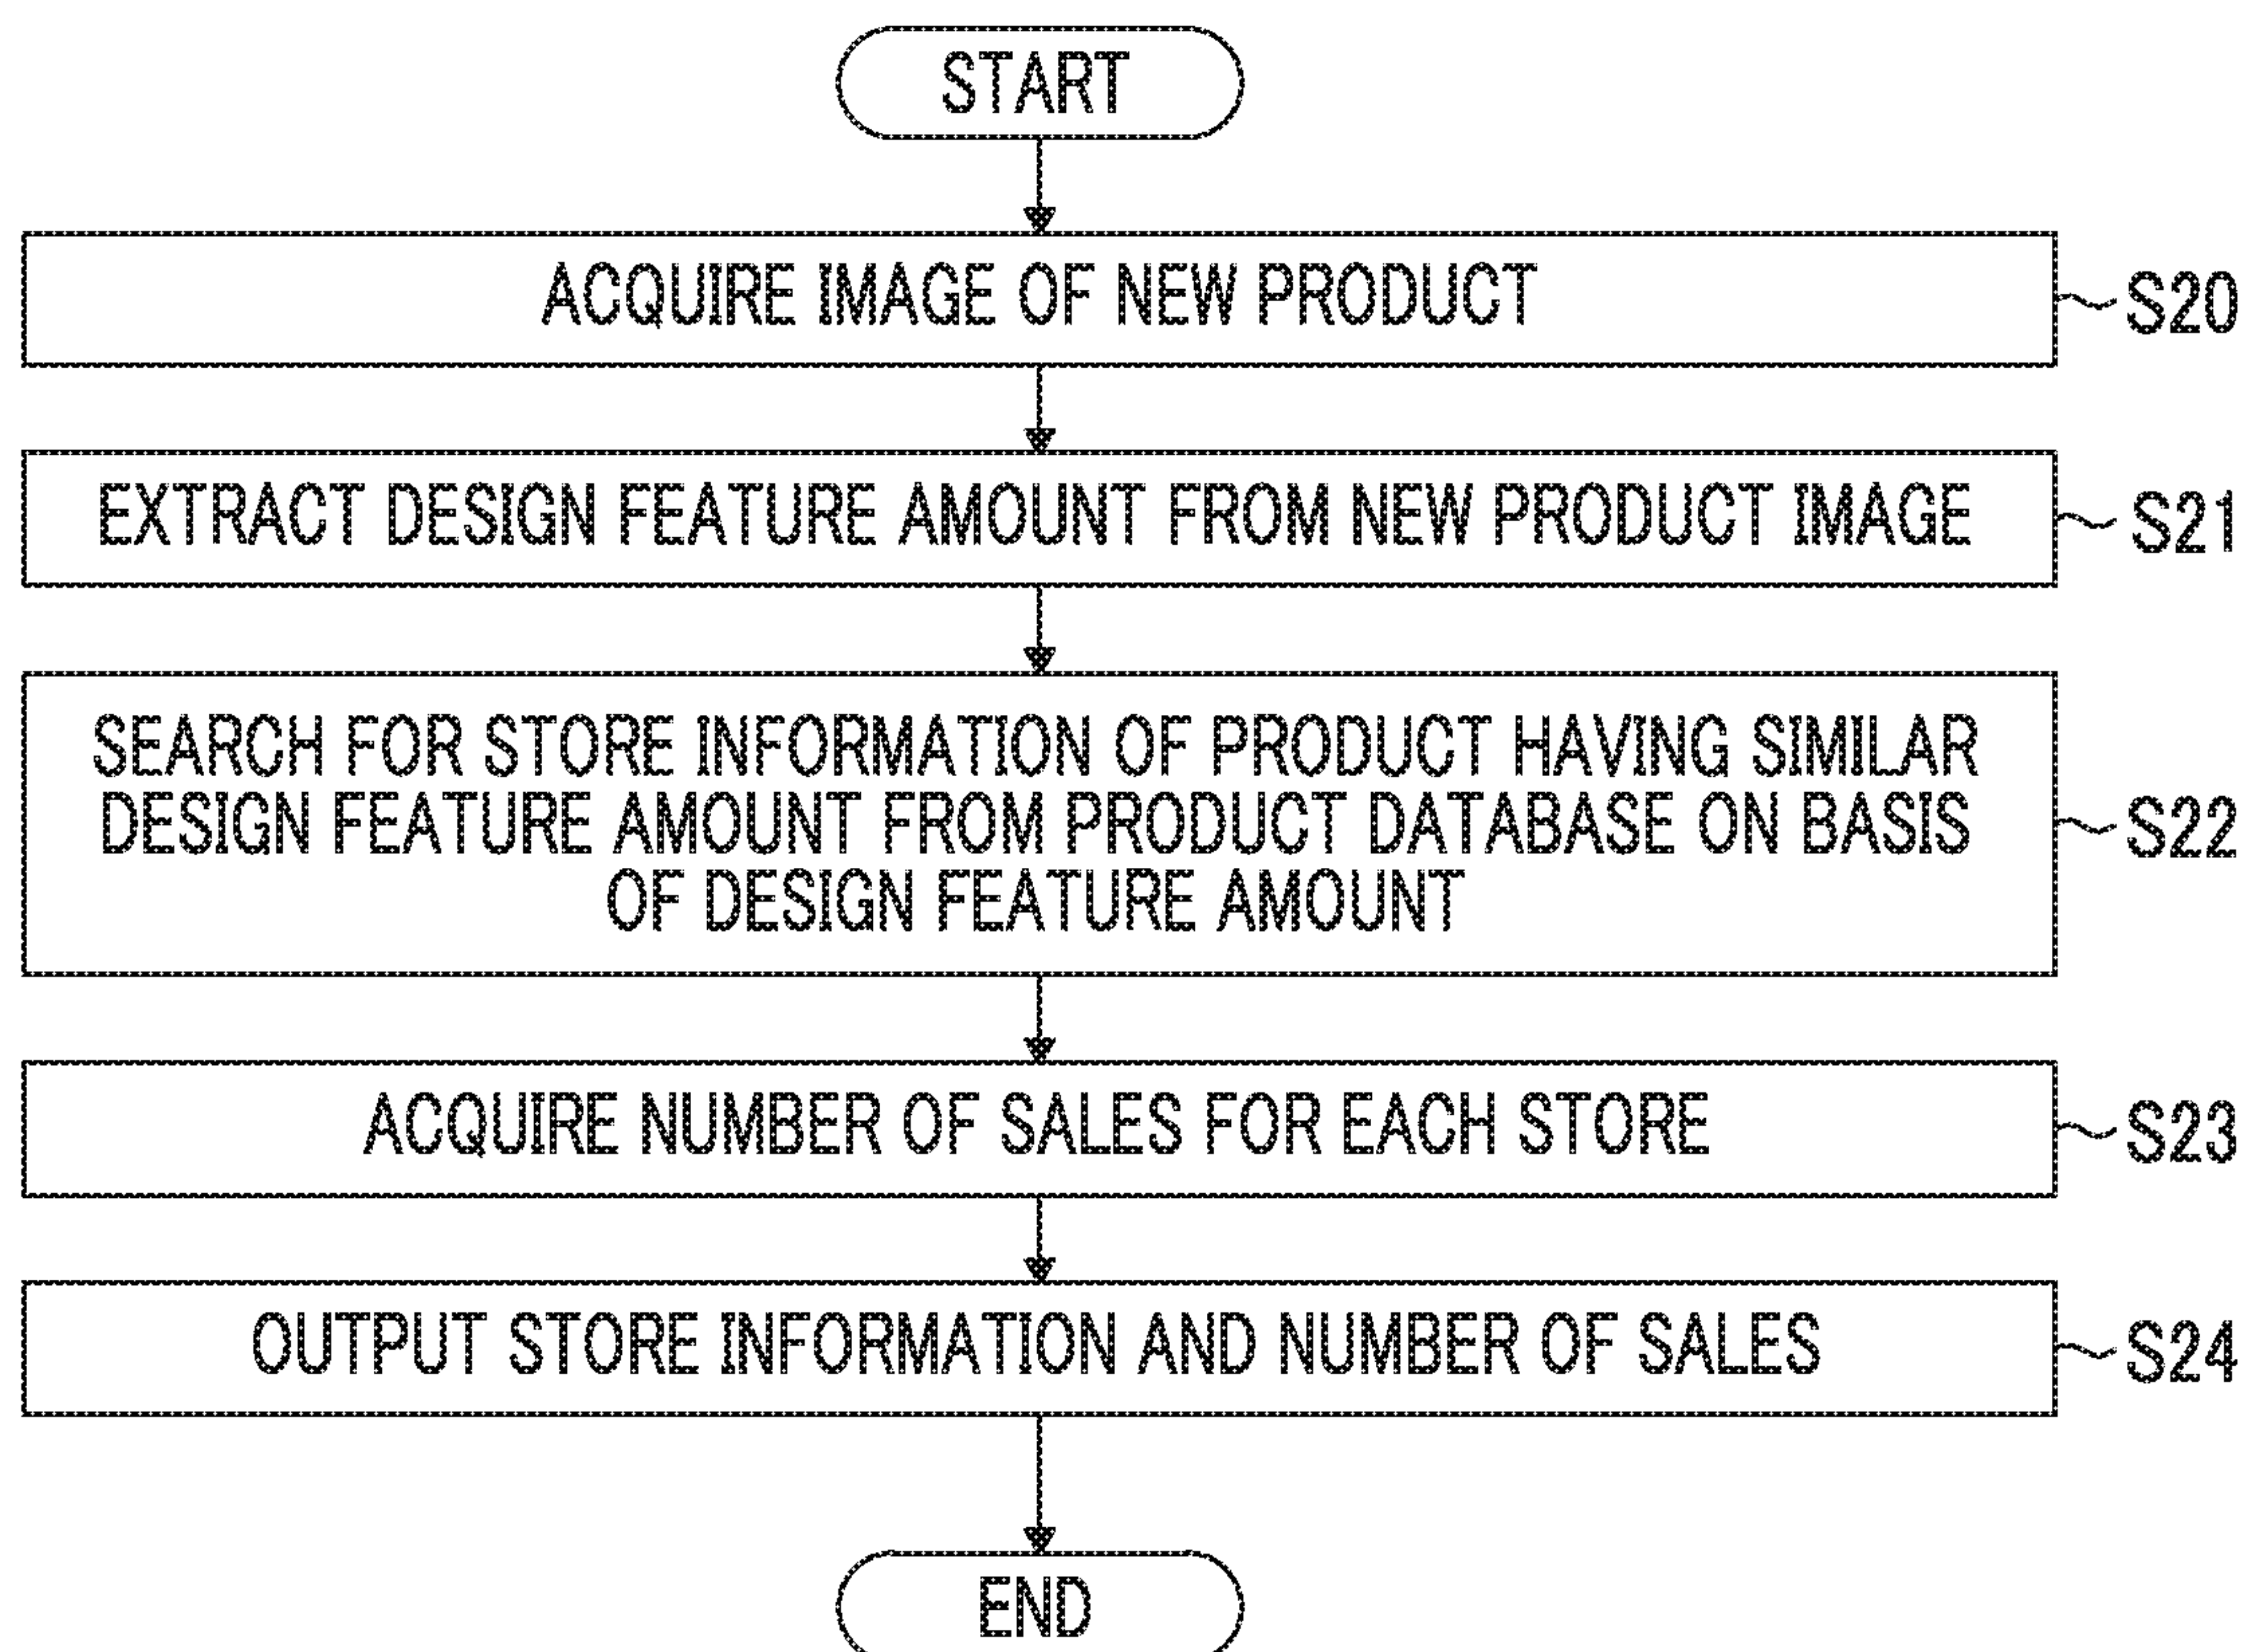 START
ACQUIRE IMAGE OF NEW PRODUCT
S20
EXTRACT DESIGN FEATURE AMOUNT FROM NEW PRODUCT IMAGE
S21
SEARCH FOR STORE INFORMATION OF PRODUCT HAVING SIMILAR
DESIGN FEATURE AMOUNT FROM PRODUCT DATABASE ON BASIS
OF DESIGN FEATURE AMOUNT
S22
ACQUIRE NUMBER OF SALES FOR EACH STORE
S23
OUTPUT STORE INFORMATION AND NUMBER OF SALES
S24
END